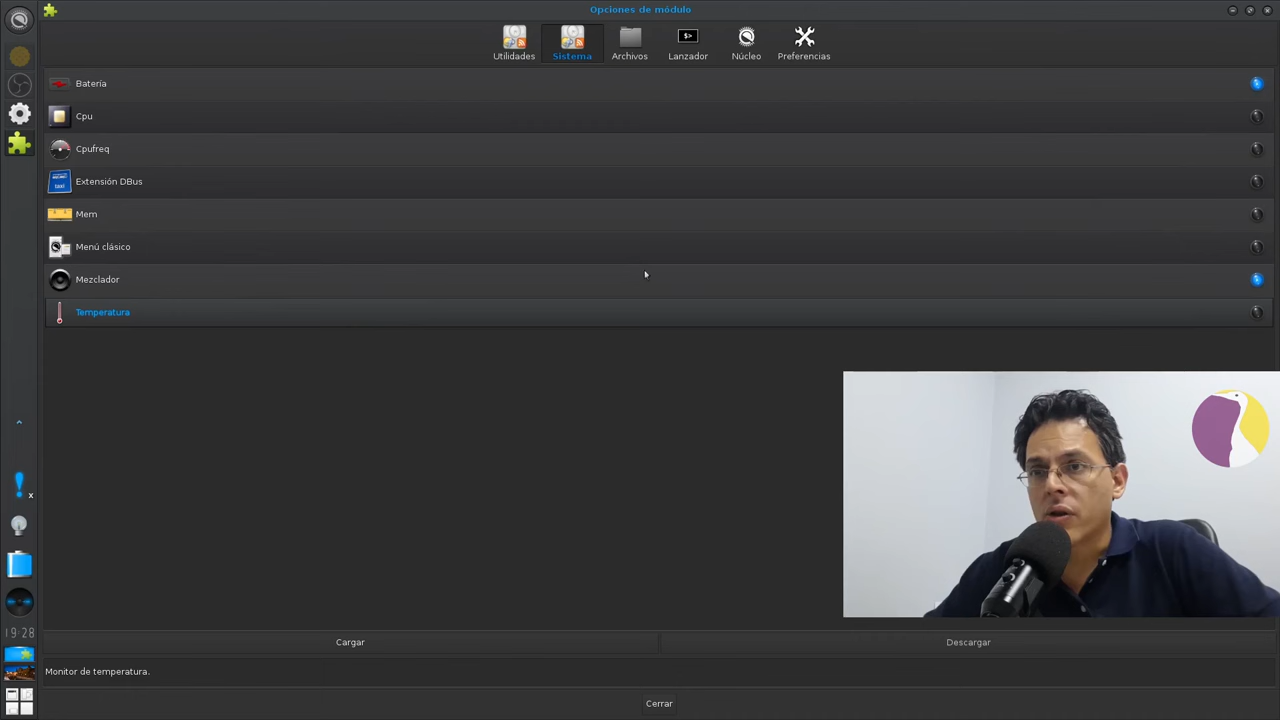 Opciones de módulo
Utilidades
Sistema
Archivos
$>
Lanzador
Núcleo
Preferencias
Batería
Cpu
Cpufreq
taxi
Extensión DBus
Mem
Menú clásico
Mezclador
Temperatura
x
19:28
Cargar
Descargar
Monitor de temperatura.
Cerrar